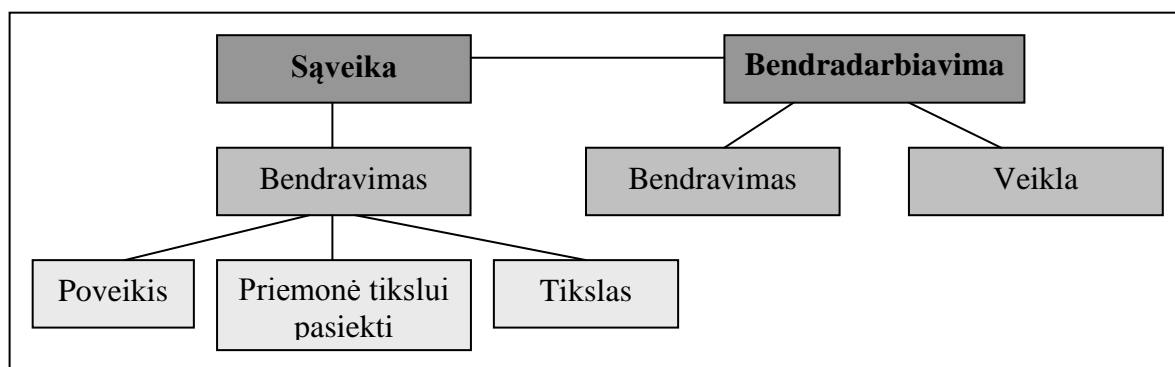 Sąveika
Bendradarbiavima
Bendravimas
Bendravimas
Veikla
Poveikis
Priemonė tikslui
pasiekti
Tikslas